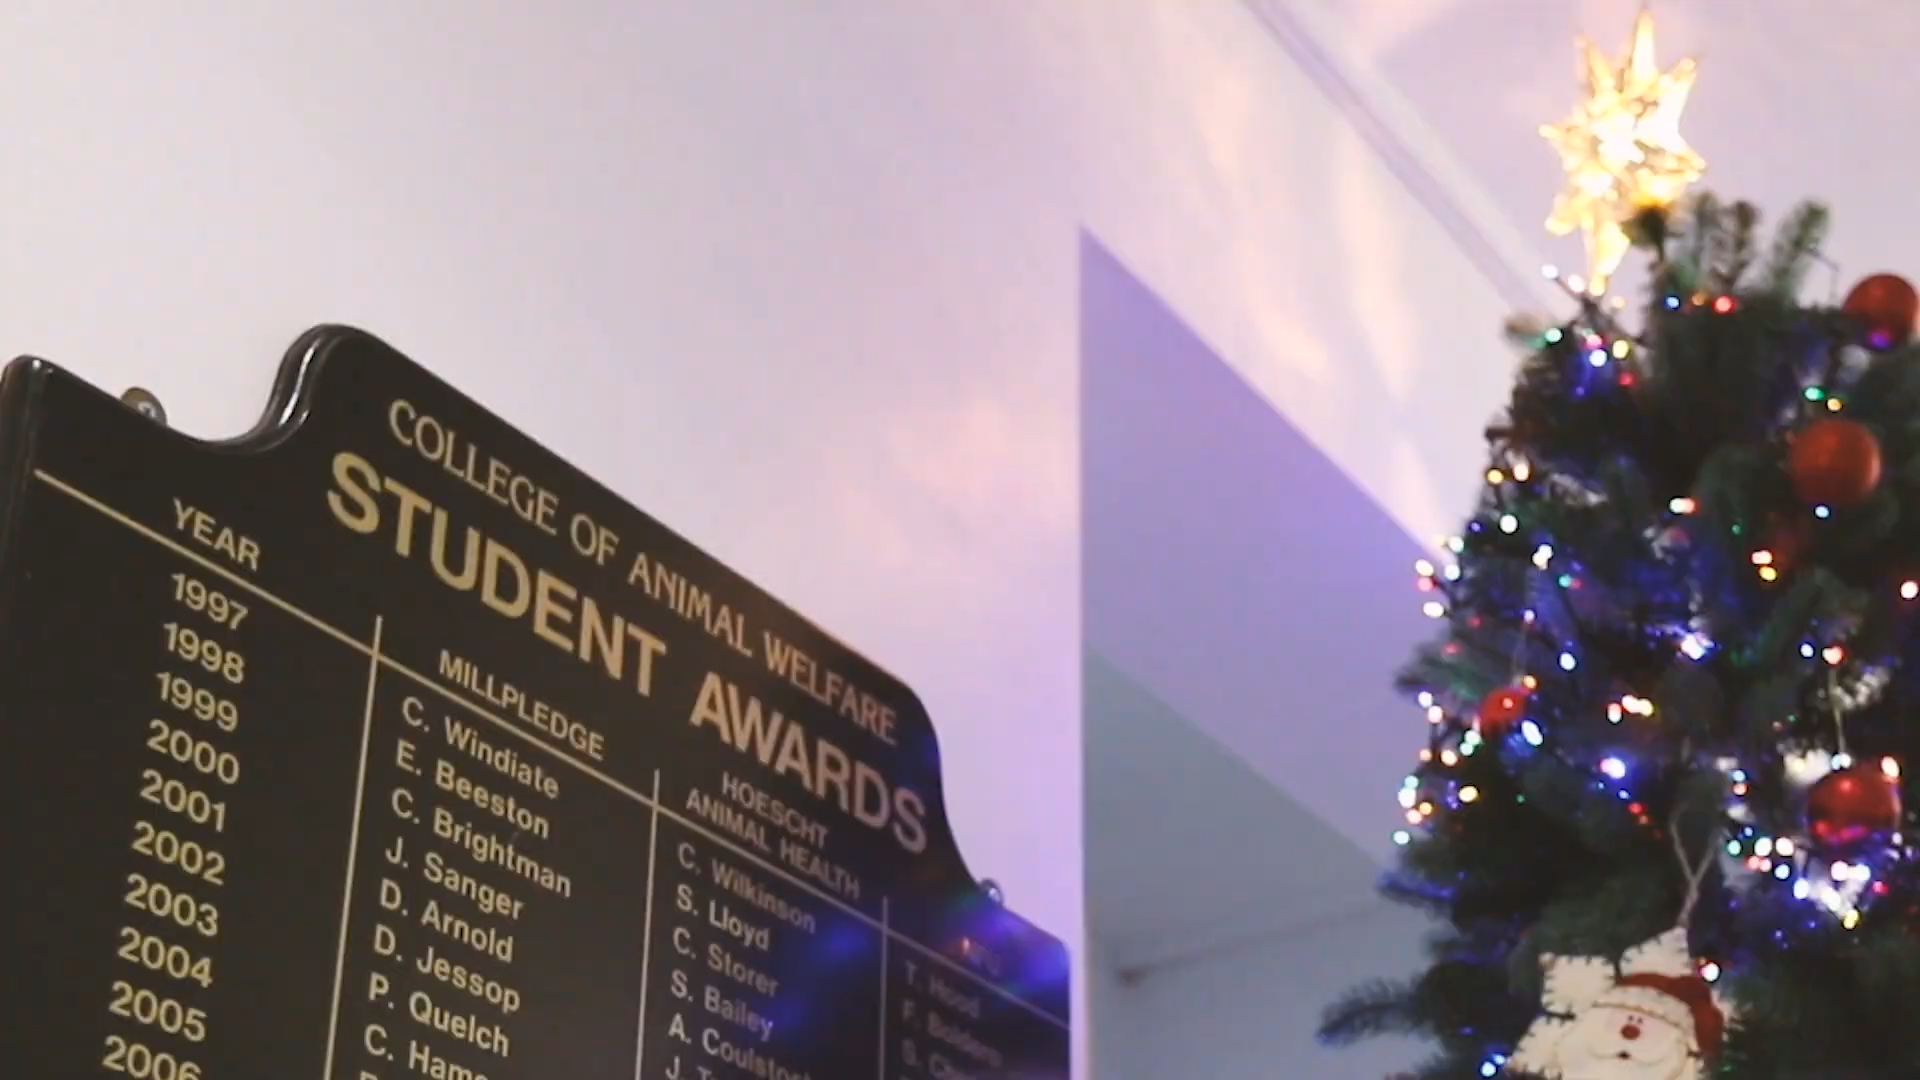 COLLEGE OF ANIMAL WELFARE
STUDENT AWARDS
YEAR
1997
1998
1999
2000
2001
2002
2003
2004
2005
2006
MILLPLEDGE
C. Windiate
E. Beeston
C. Brightman
J. Sanger
D. Arnold
D. Jessop
P. Quelch
C.
HOESCHT
ANIMAL HEALTH
C. Wilkinson
S. Lloyd
C. Storer
S. Bailey
A.
J.
T. Hood
F.
S.